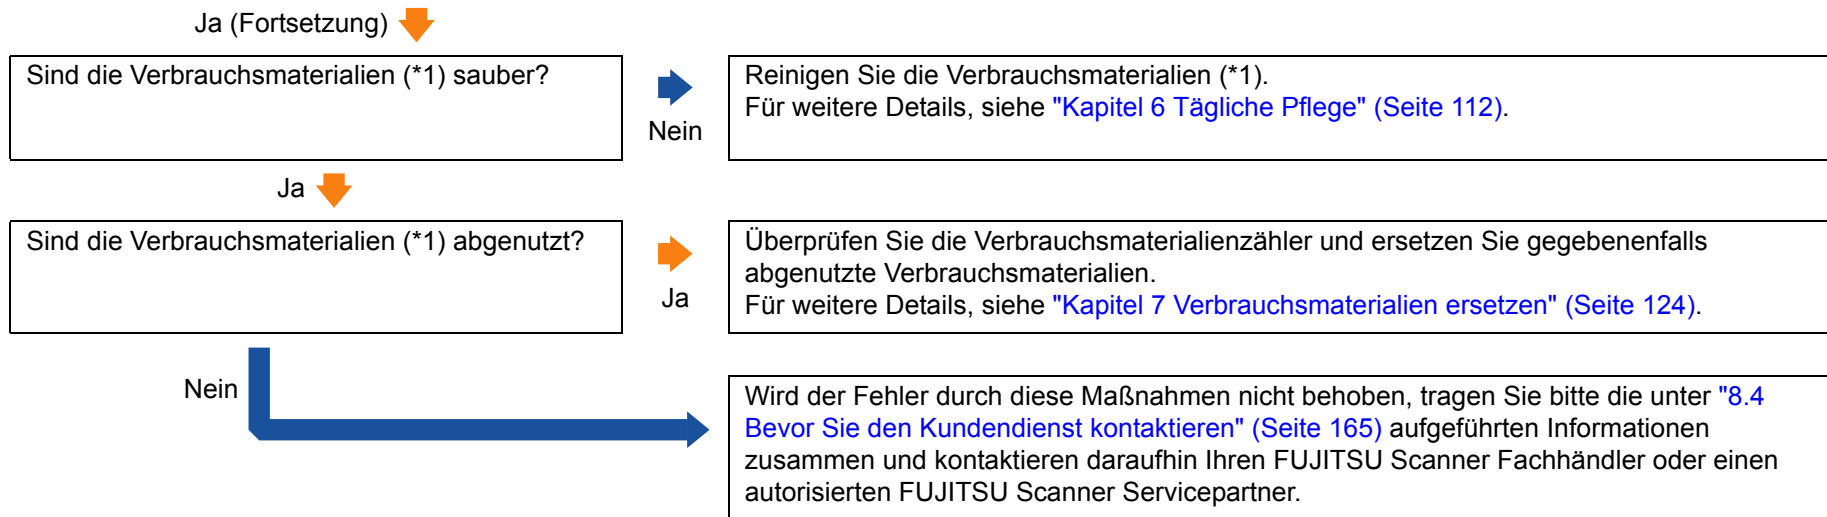 Ja (Fortsetzung)
Sind die Verbrauchsmaterialien (*1) sauber?
Nein
Reinigen Sie die Verbrauchsmaterialien (*1).
Für weitere Details, siehe "Kapitel 6 Tägliche Pflege" (Seite 112).
Ja
Sind die Verbrauchsmaterialien (*1) abgenutzt?
Ja
Überprüfen Sie die Verbrauchsmaterialienzähler und ersetzen Sie gegebenenfalls
abgenutzte Verbrauchsmaterialien.
Für weitere Details, siehe "Kapitel 7 Verbrauchsmaterialien ersetzen" (Seite 124).
Nein
Wird der Fehler durch diese Maßnahmen nicht behoben, tragen Sie bitte die unter "8.4
Bevor Sie den Kundendienst kontaktieren" (Seite 165) aufgeführten Informationen
zusammen und kontaktieren daraufhin Ihren FUJITSU Scanner Fachhändler oder einen
autorisierten FUJITSU Scanner Servicepartner.